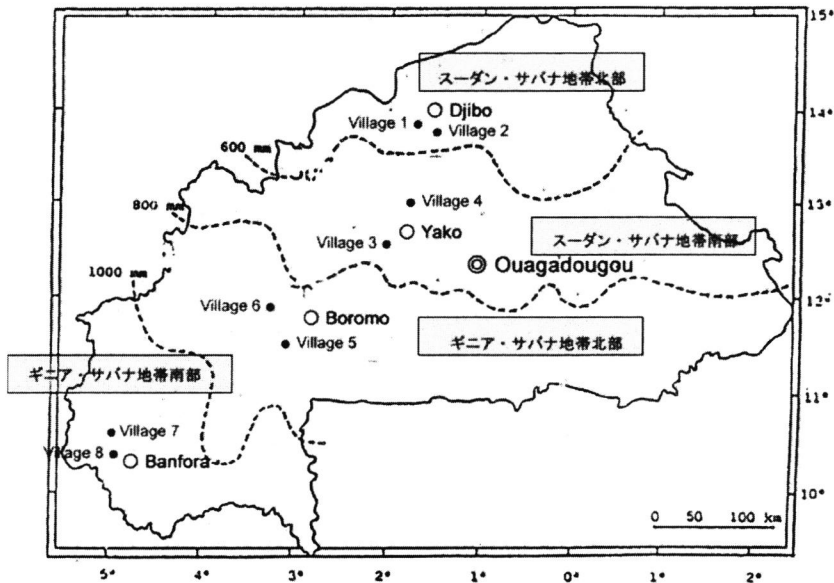 15°
スーダン・サバナ地帯北部
Djibo
14°
Village 1
Village 2
600 mm
Village 4
13°
800 mm
Yako
スーダン・サバナ地帯南部
Village 3
Ouagadougou
1000 mm
12°
Village 6
Boromo
ギニア・サバナ地帯北部
Village 5
ギニア・サバナ地帯南部
11°
Village 7
Village 8
Banfora
10°
0 50 100 km
5° 4° 3° 2° 1° 0° 1° 2°